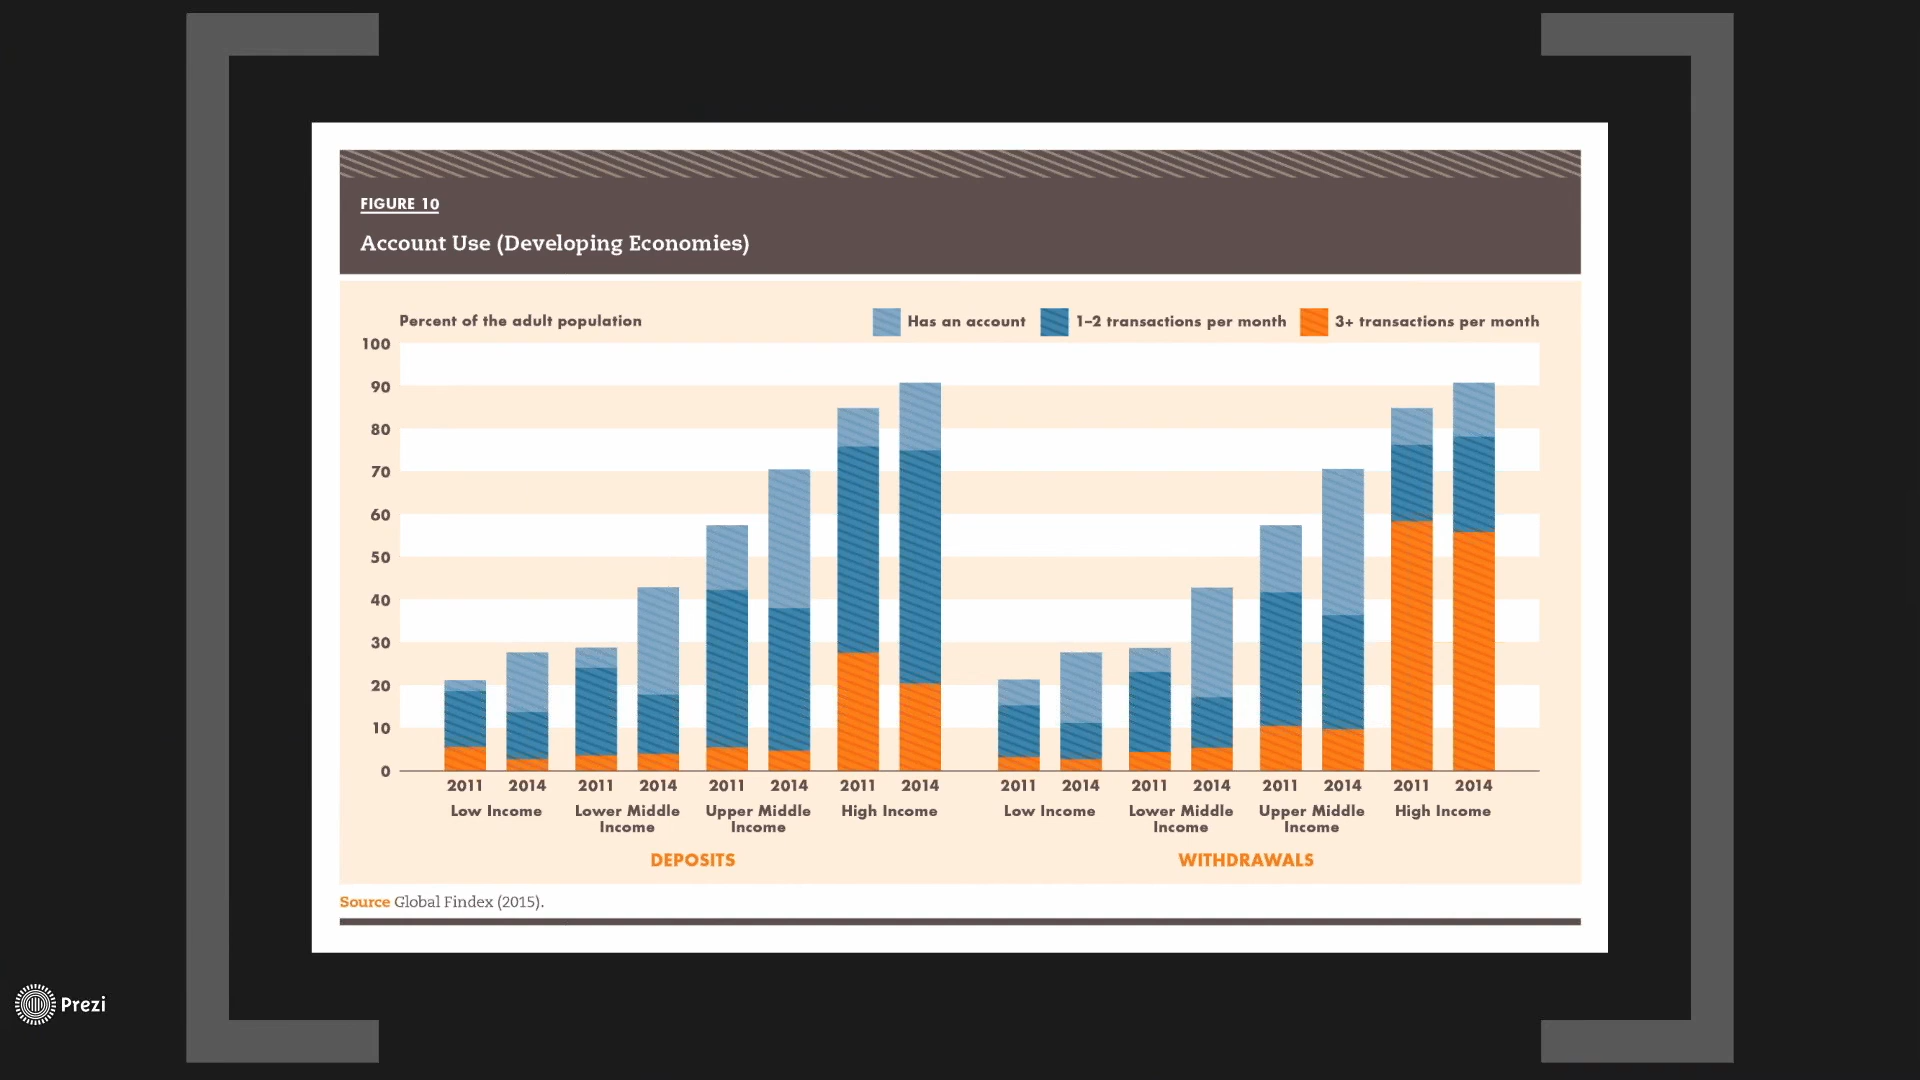 FIGURE 10
Account Use (Developing Economies)
Percent of the adult population
Has an account
1–2 transactions per month
3+ transactions per month
100
90
80
70
60
50
40
30
20
10
0
2011 2014 2011 2014 2011 2014 2011 2014 2011 2014 2011 2014 2011 2014 2011 2014
Low Income
Lower Middle
Income
Upper Middle
Income
High Income
Low Income
Lower Middle
Income
Upper Middle
Income
High Income
DEPOSITS
WITHDRAWALS
Source Global Findex (2015).
Prezi